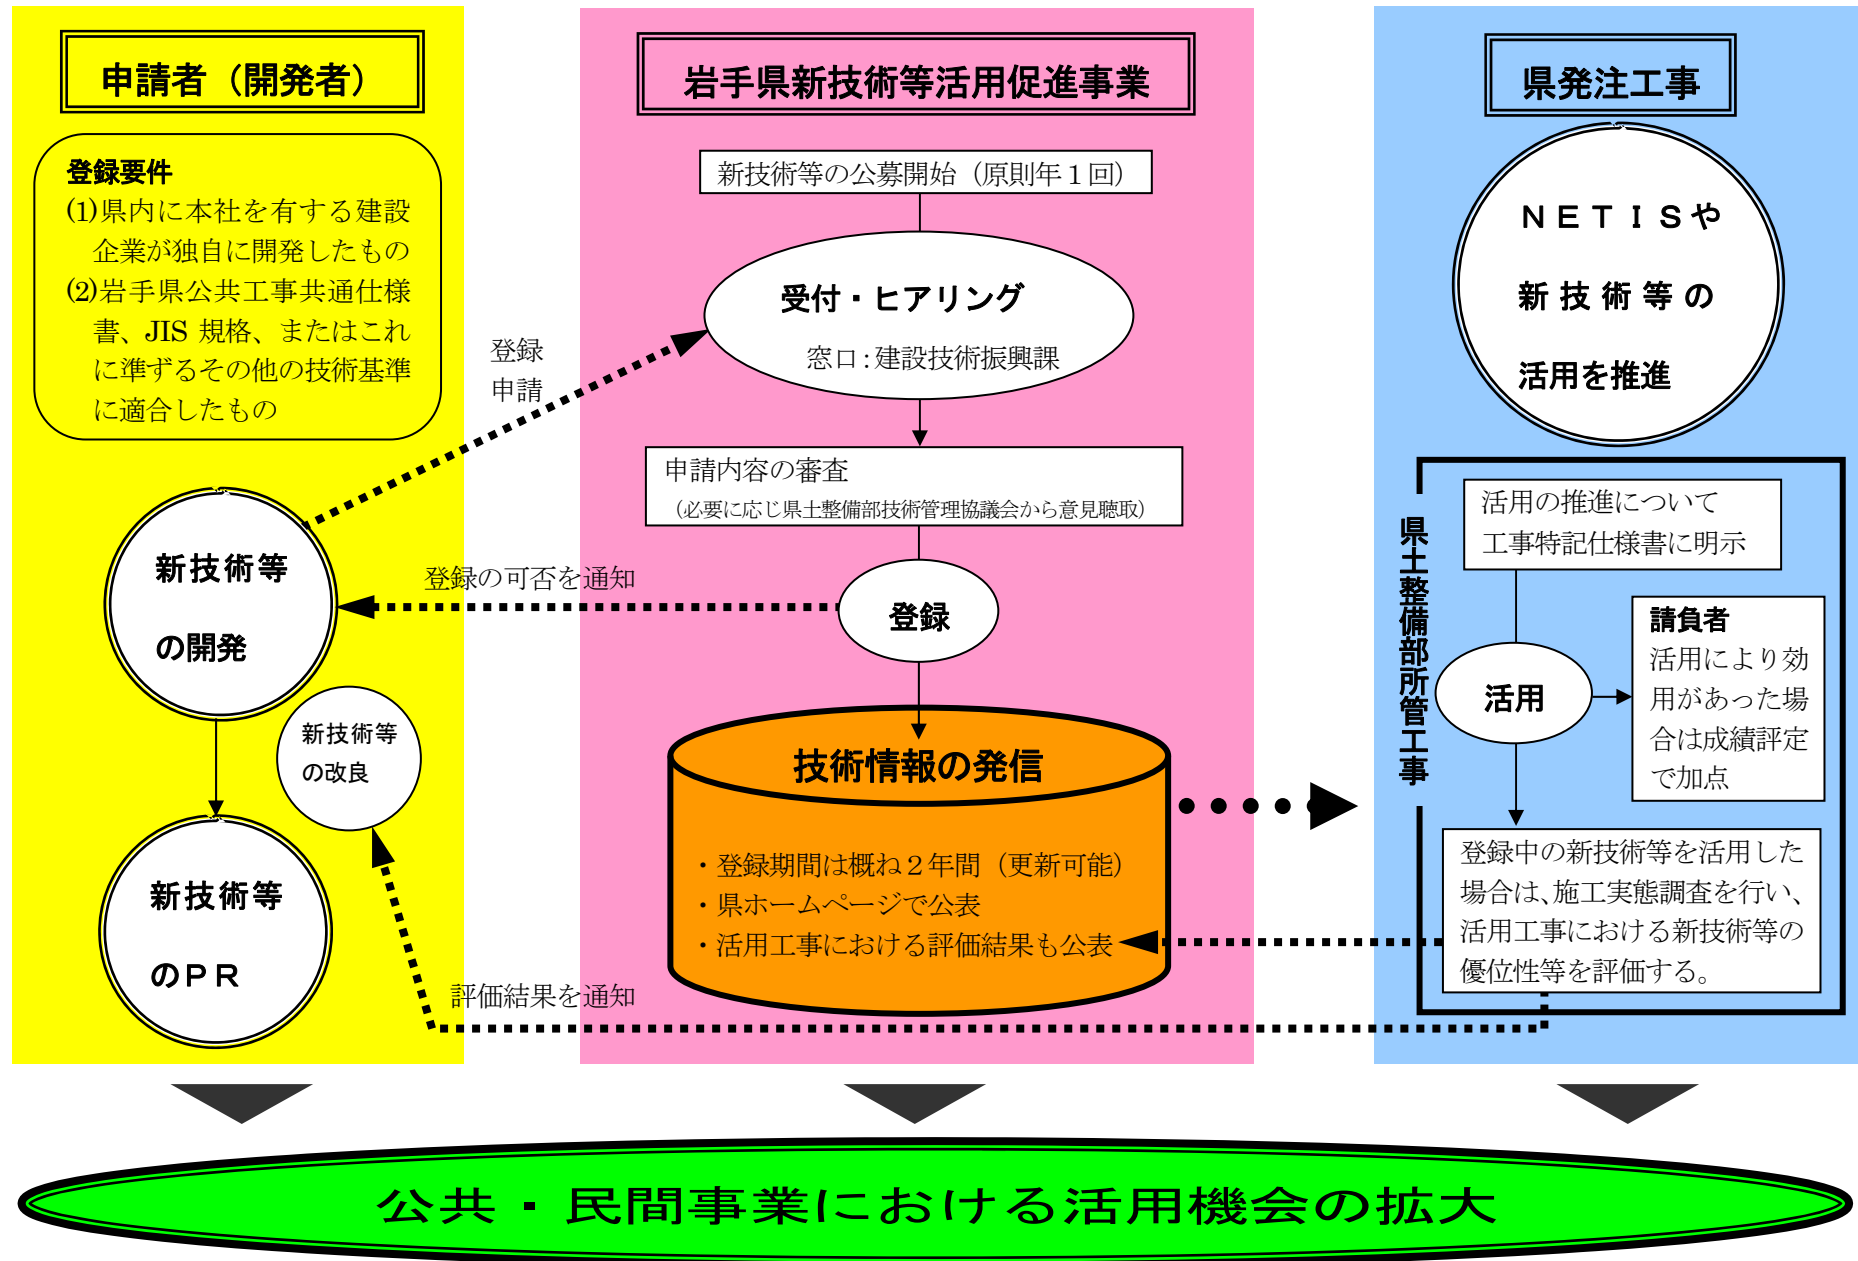 申請者（開発者）
登録要件
(1)県内に本社を有する建設
企業が独自に開発したもの
(2)岩手県公共工事共通仕様
書、JIS 規格、またはこれ
に準ずるその他の技術基準
に適合したもの
登録
申請
新技術等
の開発
登録の可否を通知
新技術等
の改良
新技術等
のＰＲ
評価結果を通知
岩手県新技術等活用促進事業
新技術等の公募開始（原則年１回）
受付・ヒアリング
窓口：建設技術振興課
申請内容の審査
（必要に応じ県土整備部技術管理協議会から意見聴取）
登録
技術情報の発信
・登録期間は概ね２年間（更新可能）
・県ホームページで公表
・活用工事における評価結果も公表
県発注工事
ＮＥＴＩＳや
新技術等の
活用を推進
県土整備部所管工事
活用の推進について
工事特記仕様書に明示
活用
請負者
活用により効
用があった場
合は成績評定
で加点
登録中の新技術等を活用した
場合は、施工実態調査を行い、
活用工事における新技術等の
優位性等を評価する。
公共・民間事業における活用機会の拡大